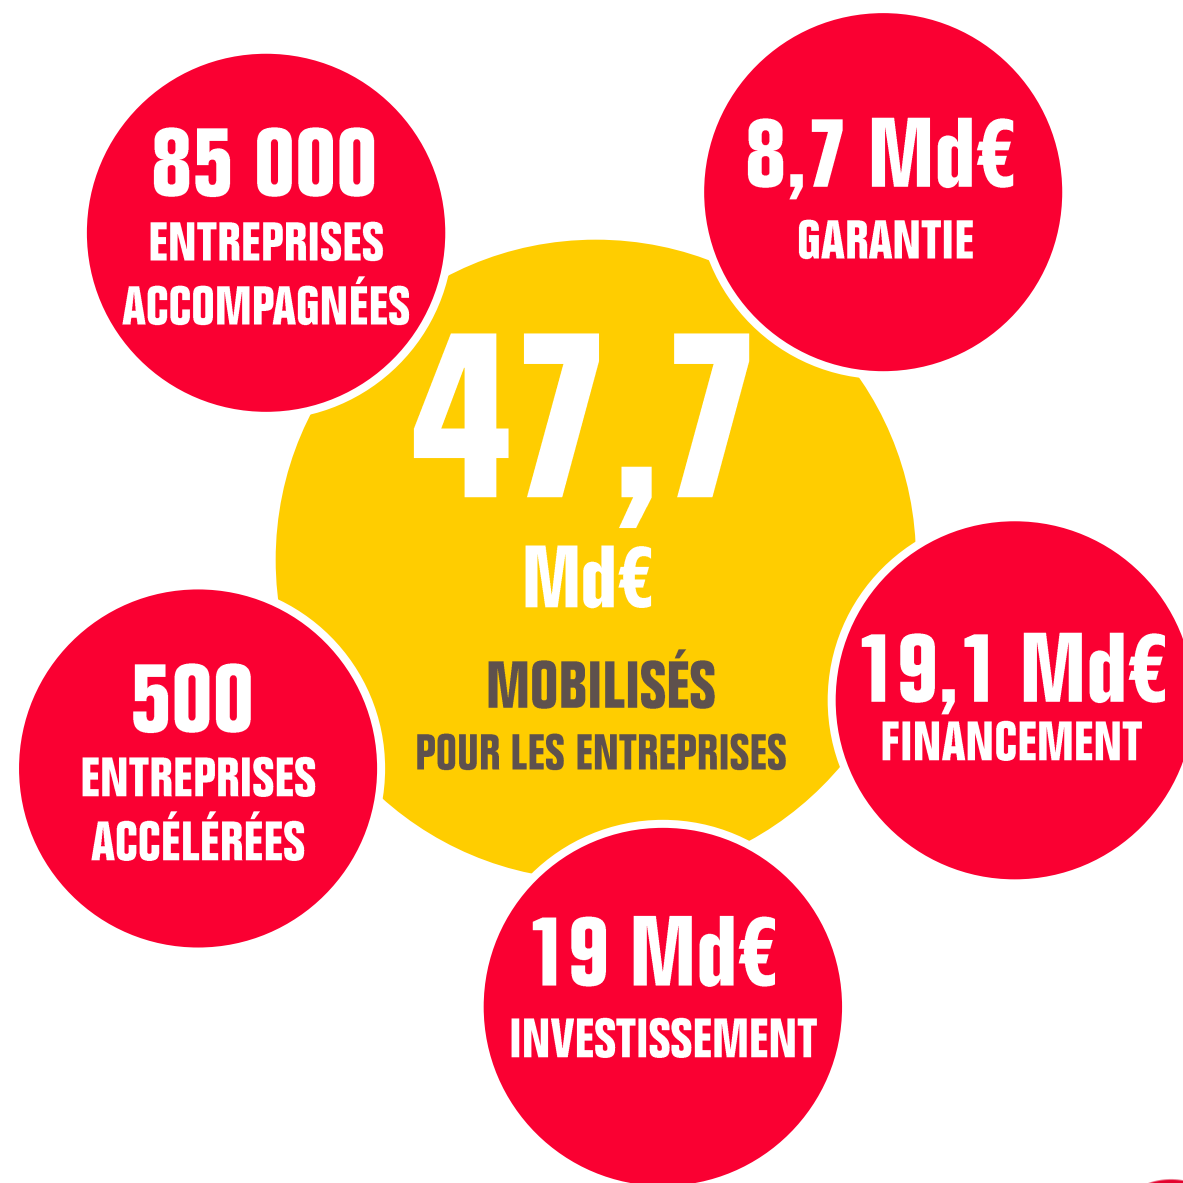 85 000
ENTREPRISES
ACCOMPAGNÉES
8,7 Md€
GARANTIE
47,7
Md€
MOBILISÉS
POUR LES ENTREPRISES
19,1 Md€
FINANCEMENT
500
ENTREPRISES
ACCÉLÉRÉES
19 Md€
INVESTISSEMENT